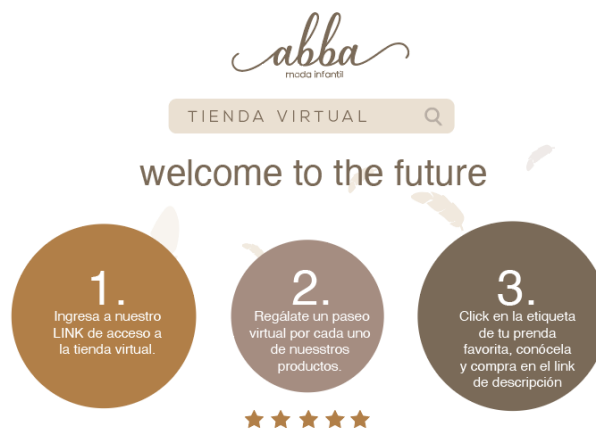 abba
moda infantil
TIENDA VIRTUAL
welcome to the future
1.
Ingresa a nuestro
LINK de acceso a
la tienda virtual.
2.
Regálate un paseo
virtual por cada uno
de nuesstros
productos.
3.
Click en la etiqueta
de tu prenda
favorita, conócela
y compra en el link
de descripción